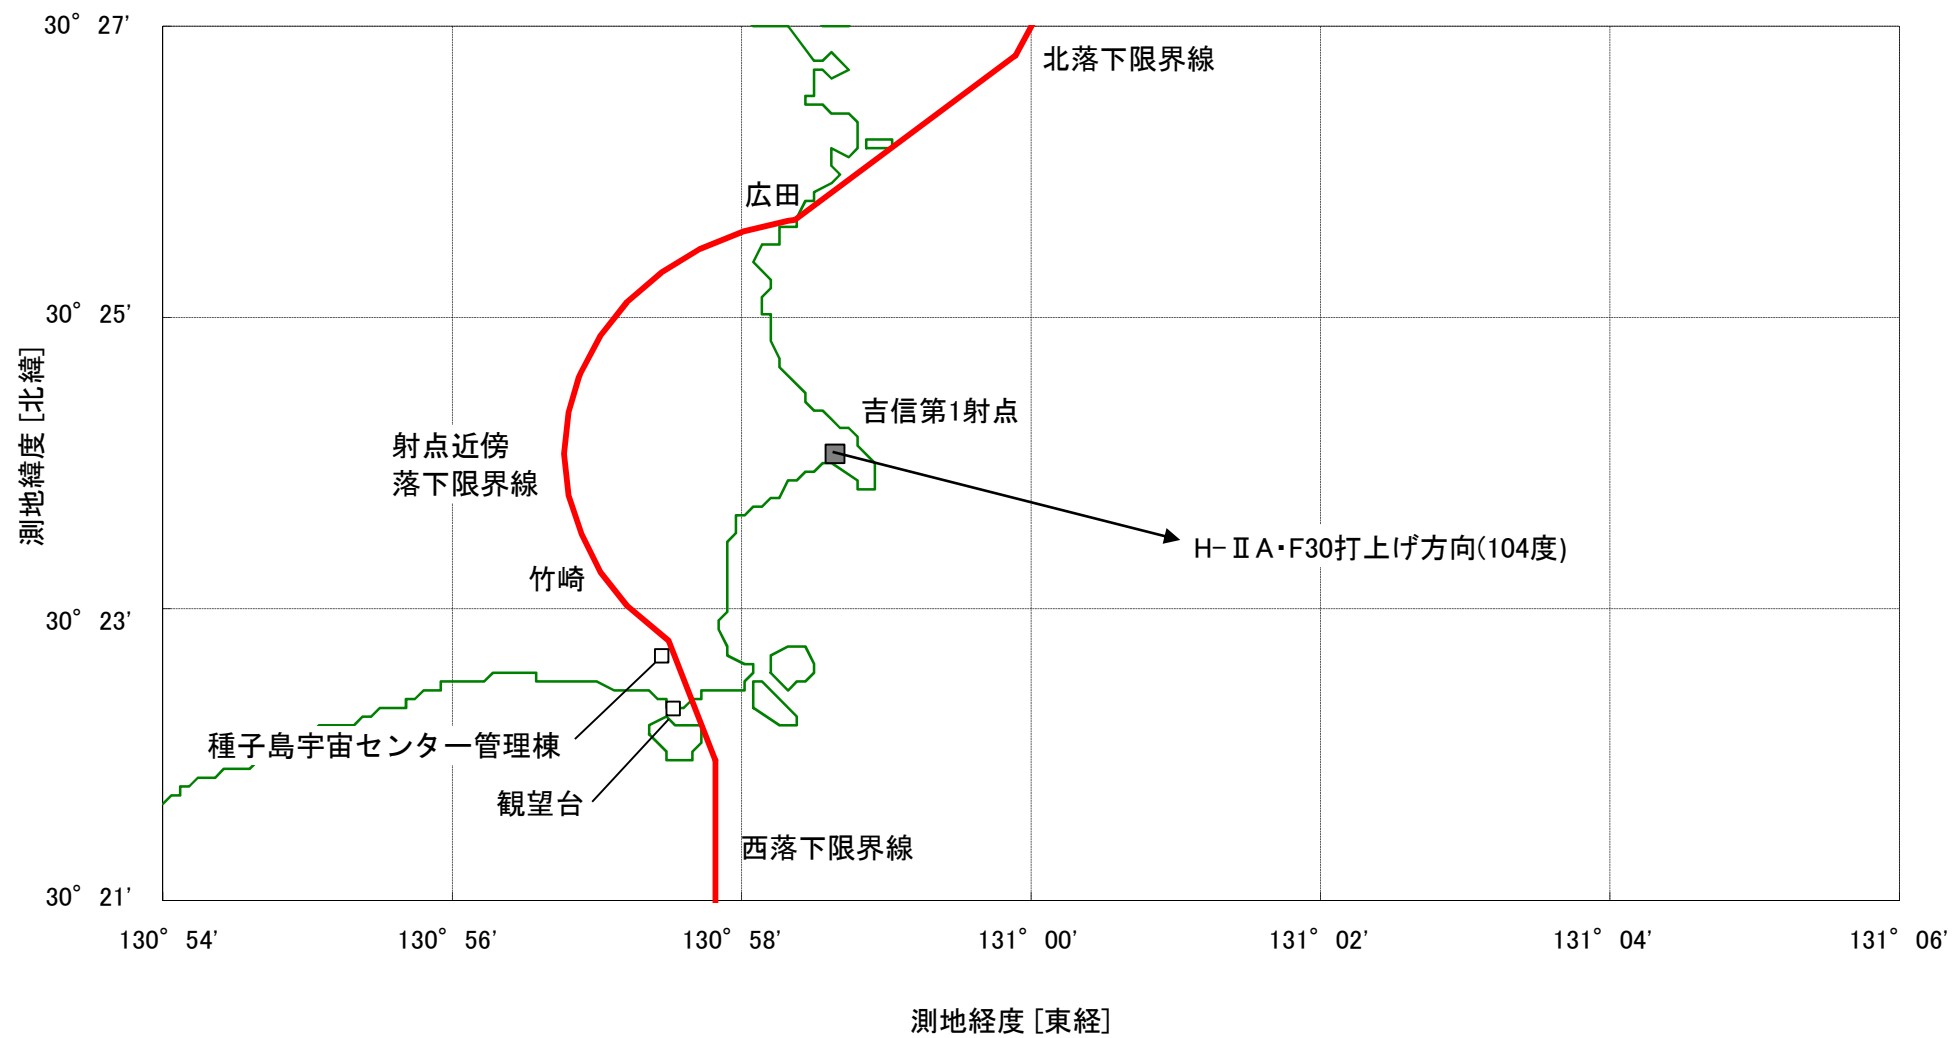 30° 27'
北落下限界線
広田
30° 25'
吉信第1射点
射点近傍
落下限界線
測地緯度 [北緯]
H-ⅡA・F30打上げ方向(104度)
竹崎
30° 23'
種子島宇宙センター管理棟
観望台
西落下限界線
30° 21'
130° 54'
130° 56'
130° 58'
131° 00'
131° 02'
131° 04'
131° 06'
測地経度 [東経]